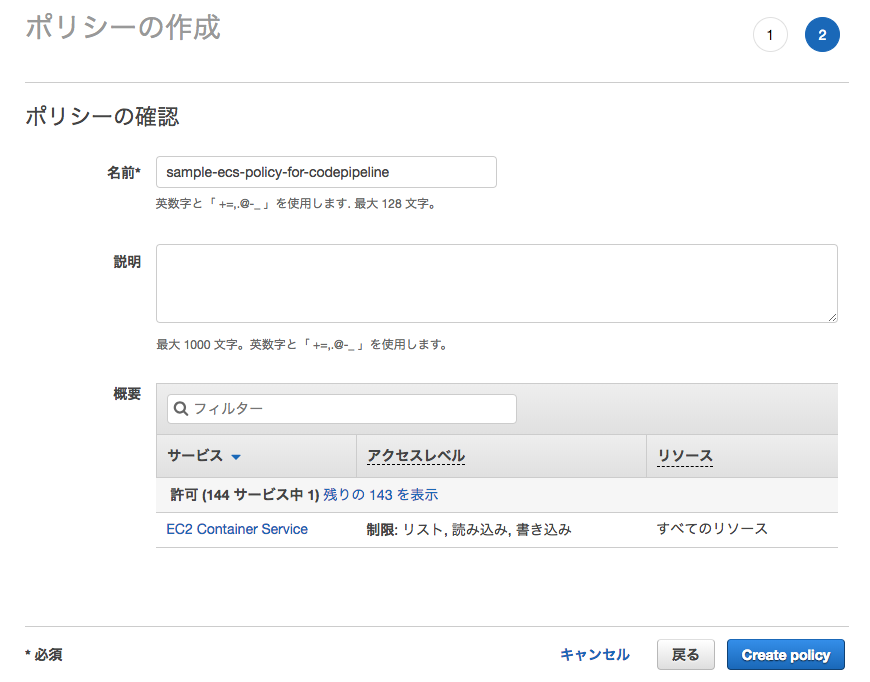 ポリシーの作成
1 2
ポリシーの確認
名前* sample-ecs-policy-for-codepipeline
英数字と「 +=,.@-_ 」を使用します. 最大 128 文字。
説明
最大 1000 文字。英数字と「 +=,.@-_ 」を使用します。
概要 フィルター
サービス アクセスレベル リソース
許可 (144 サービス中 1) 残りの 143 を表示
EC2 Container Service 制限: リスト, 読み込み, 書き込み すべてのリソース
* 必須 キャンセル 戻る Create policy